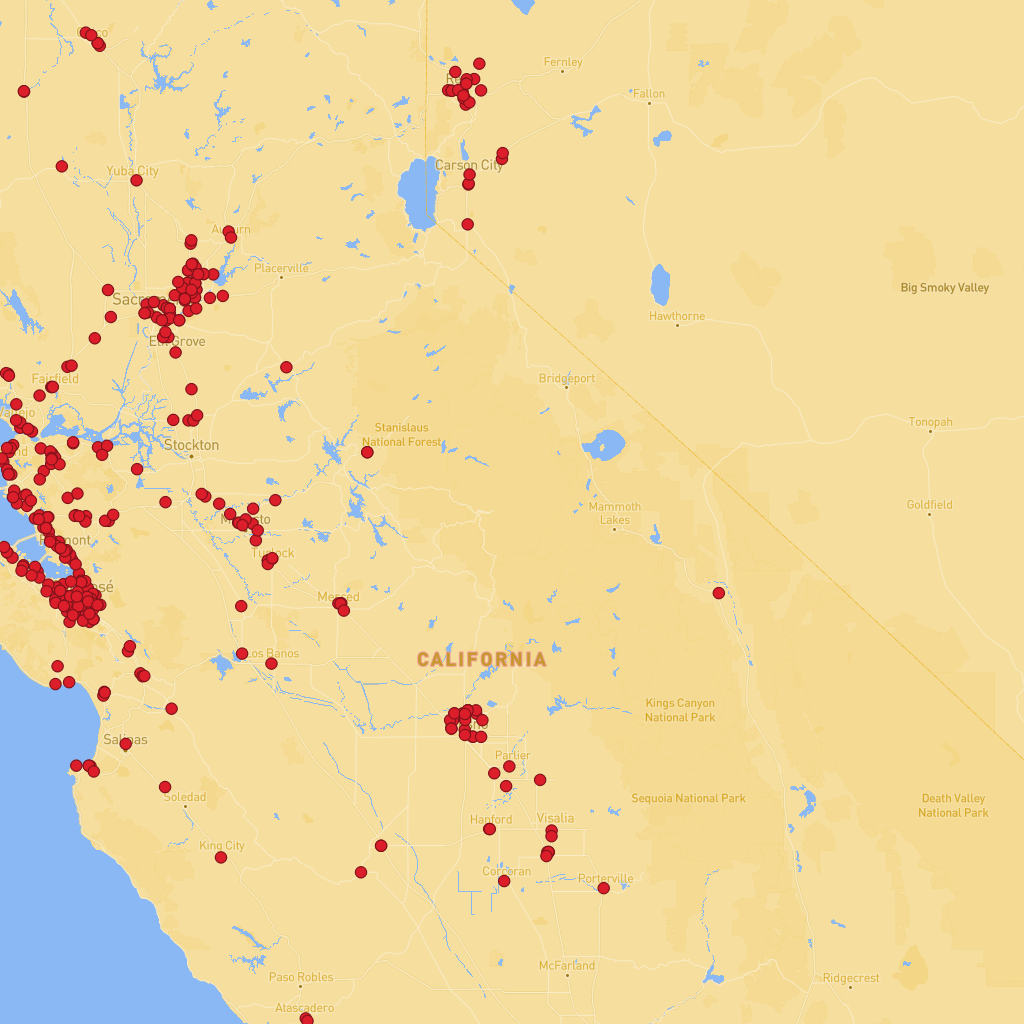 Fernley
Fallon
Carson City
Yuba City
Auburn
Placerville
Big Smoky Valley
Hawthorne
Elk Grove
Fairfield
Bridgeport
Tonopah
Stanislaus
National Forest
Stockton
Goldfield
Mammoth
Lakes
Turlock
Merced
Los Banos
CALIFORNIA
Kings Canyon
National Park
Salinas
Parlier
Soledad
Sequoia National Park
Death Valley
National Park
Hanford
Visalia
King City
Corcoran
Porterville
McFarland
Paso Robles
Ridgecrest
Atascadero